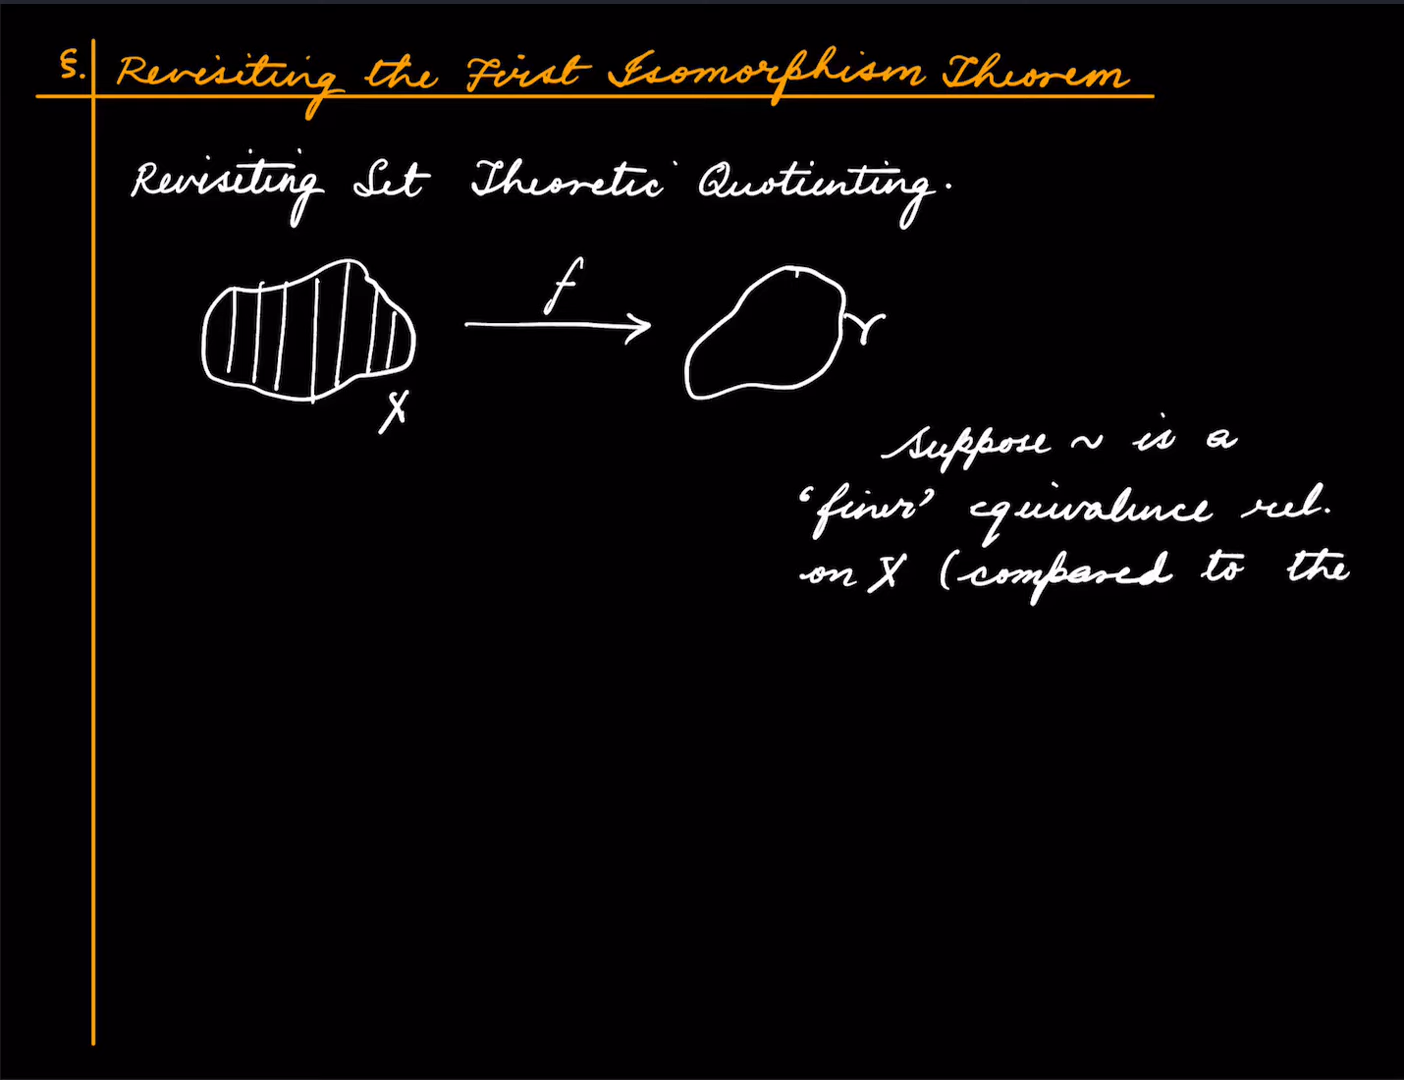 §. Revisiting the First Isomorphism Theorem
Revisiting Set Theoretic Quotienting.
f
Y
X
Suppose ~ is a
'finer' equivalence rel.
on X (compared to the